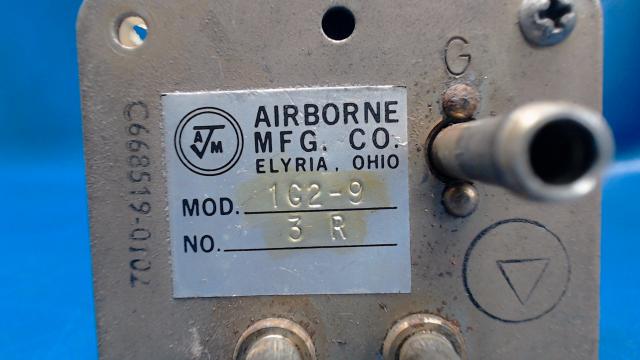 G
AIRBORNE
MFG. CO.
ELYRIA, OHIO
MOD. 1G2-9
NO. 3 R
A M
C668519-0102